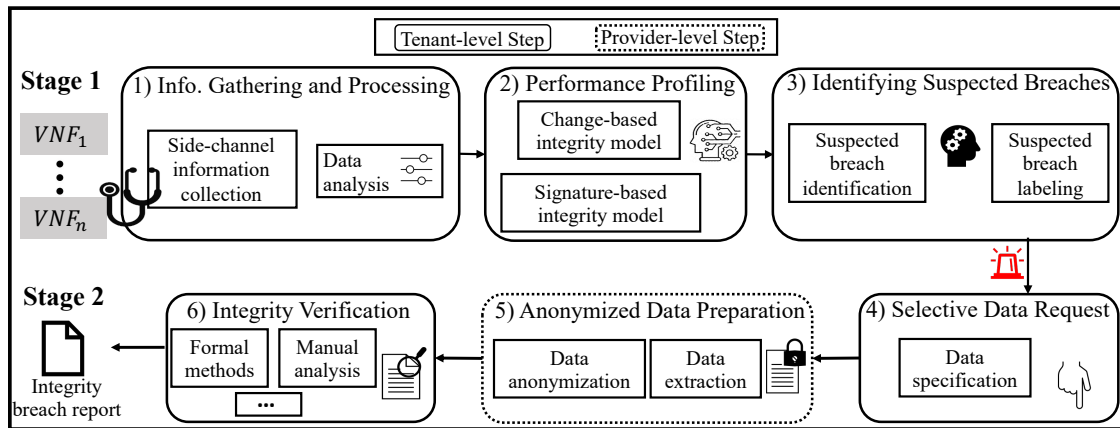 Tenant-level Step
Provider-level Step
Stage 1
1) Info. Gathering and Processing
2) Performance Profiling
3) Identifying Suspected Breaches
VNF₁
VNFₙ
Side-channel
information
collection
Data
analysis
Change-based
integrity model
Signature-based
integrity model
Suspected
breach
identification
Suspected
breach
labeling
Stage 2
6) Integrity Verification
5) Anonymized Data Preparation
4) Selective Data Request
Integrity
breach report
Formal
methods
Manual
analysis
...
Data
anonymization
Data
extraction
Data
specification